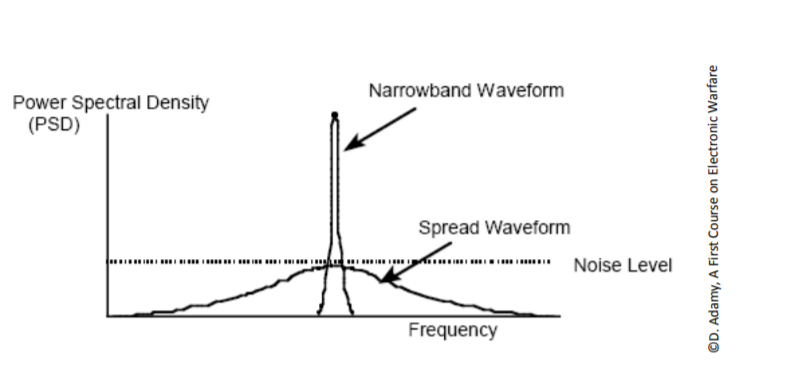 Narrowband Waveform
Power Spectral Density
(PSD)
Spread Waveform
Noise Level
Frequency
©D. Adamy, A First Course on Electronic Warfare